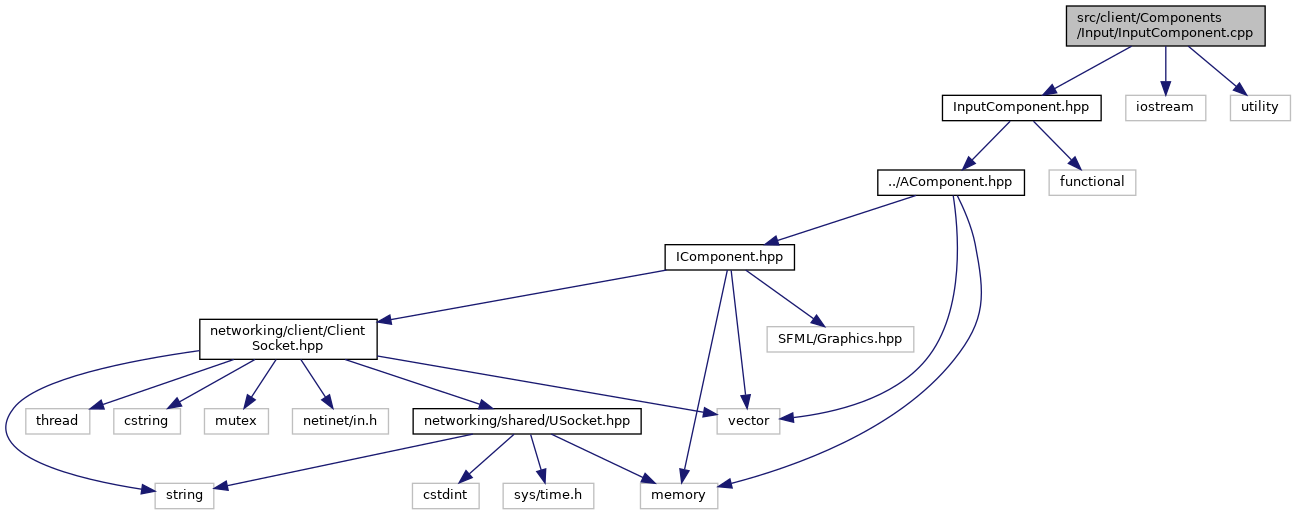 src/client/Components
/Input/InputComponent.cpp
InputComponent.hpp
iostream
utility
../AComponent.hpp
functional
IComponent.hpp
networking/client/Client
Socket.hpp
SFML/Graphics.hpp
thread
cstring
mutex
netinet/in.h
networking/shared/USocket.hpp
vector
string
cstdint
sys/time.h
memory